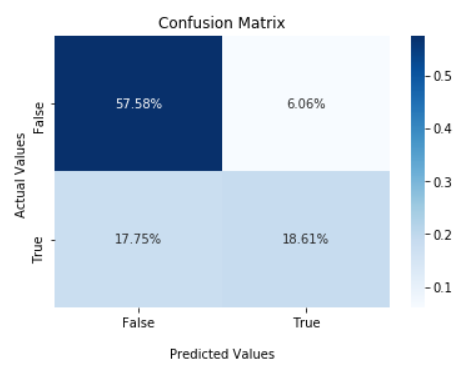 Confusion Matrix
Actual Values
False
57.58%
6.06%
True
17.75%
18.61%
False
True
Predicted Values
0.5
0.4
0.3
0.2
0.1